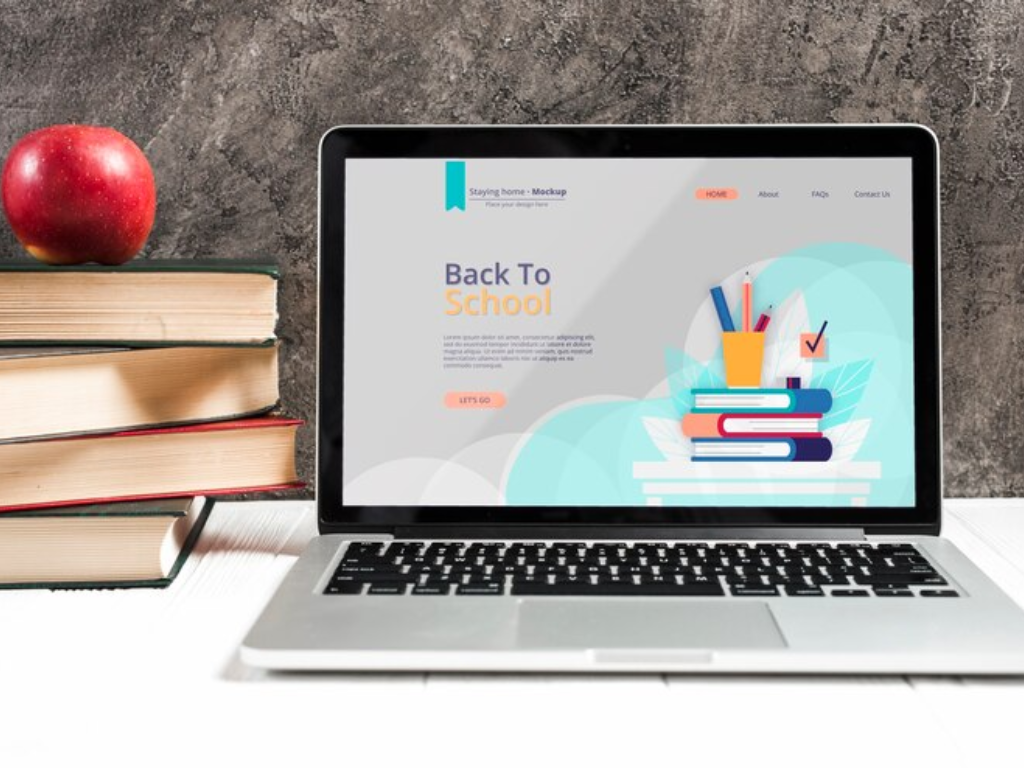 Staying home - Mockup
Place your design here
HOME
About
FAQs
Contact Us
Back To
School
Lorem ipsum dolor sit amet, consectetur adipiscing elit,
sed do eiusmod tempor incididunt ut labore et dolore
magna aliqua. Ut enim ad minim veniam, quis nostrud
exercitation ullamco laboris nisi ut aliquip ex ea
commodo consequat.
LET'S GO